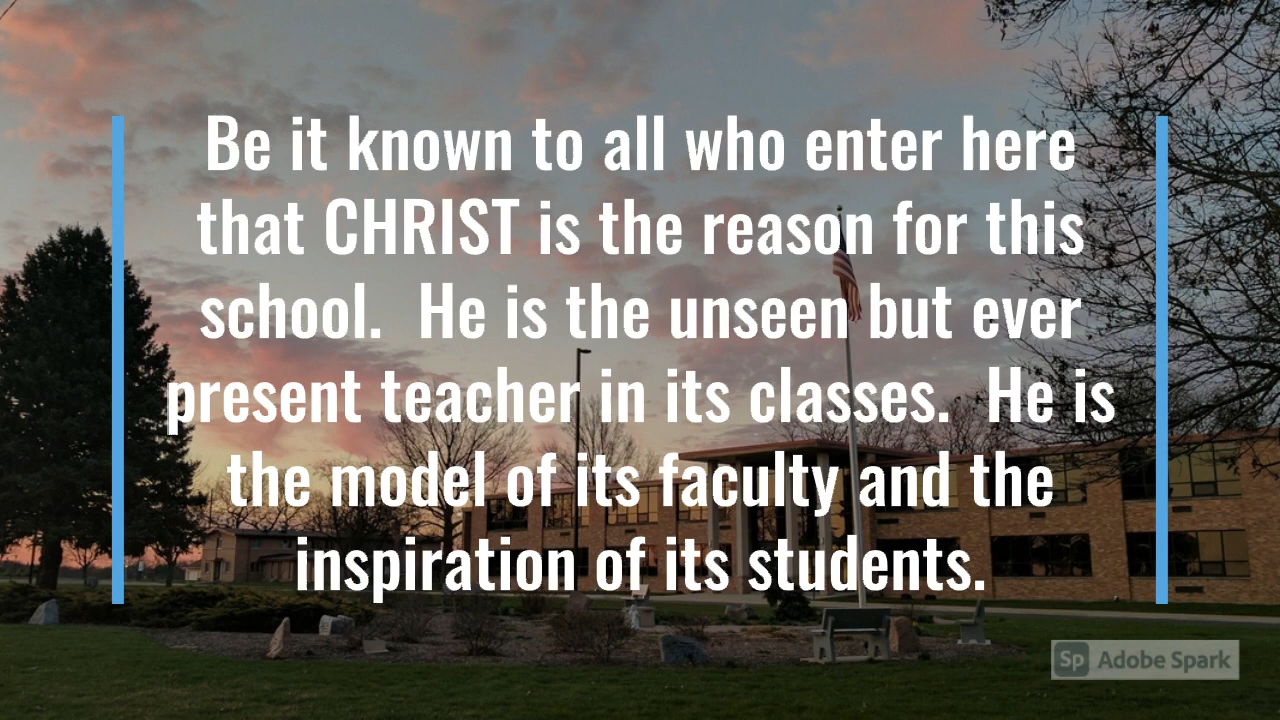 Be it known to all who enter here
that CHRIST is the reason for this
school.  He is the unseen but ever
present teacher in its classes.  He is
the model of its faculty and the
inspiration of its students.
Sp Adobe Spark